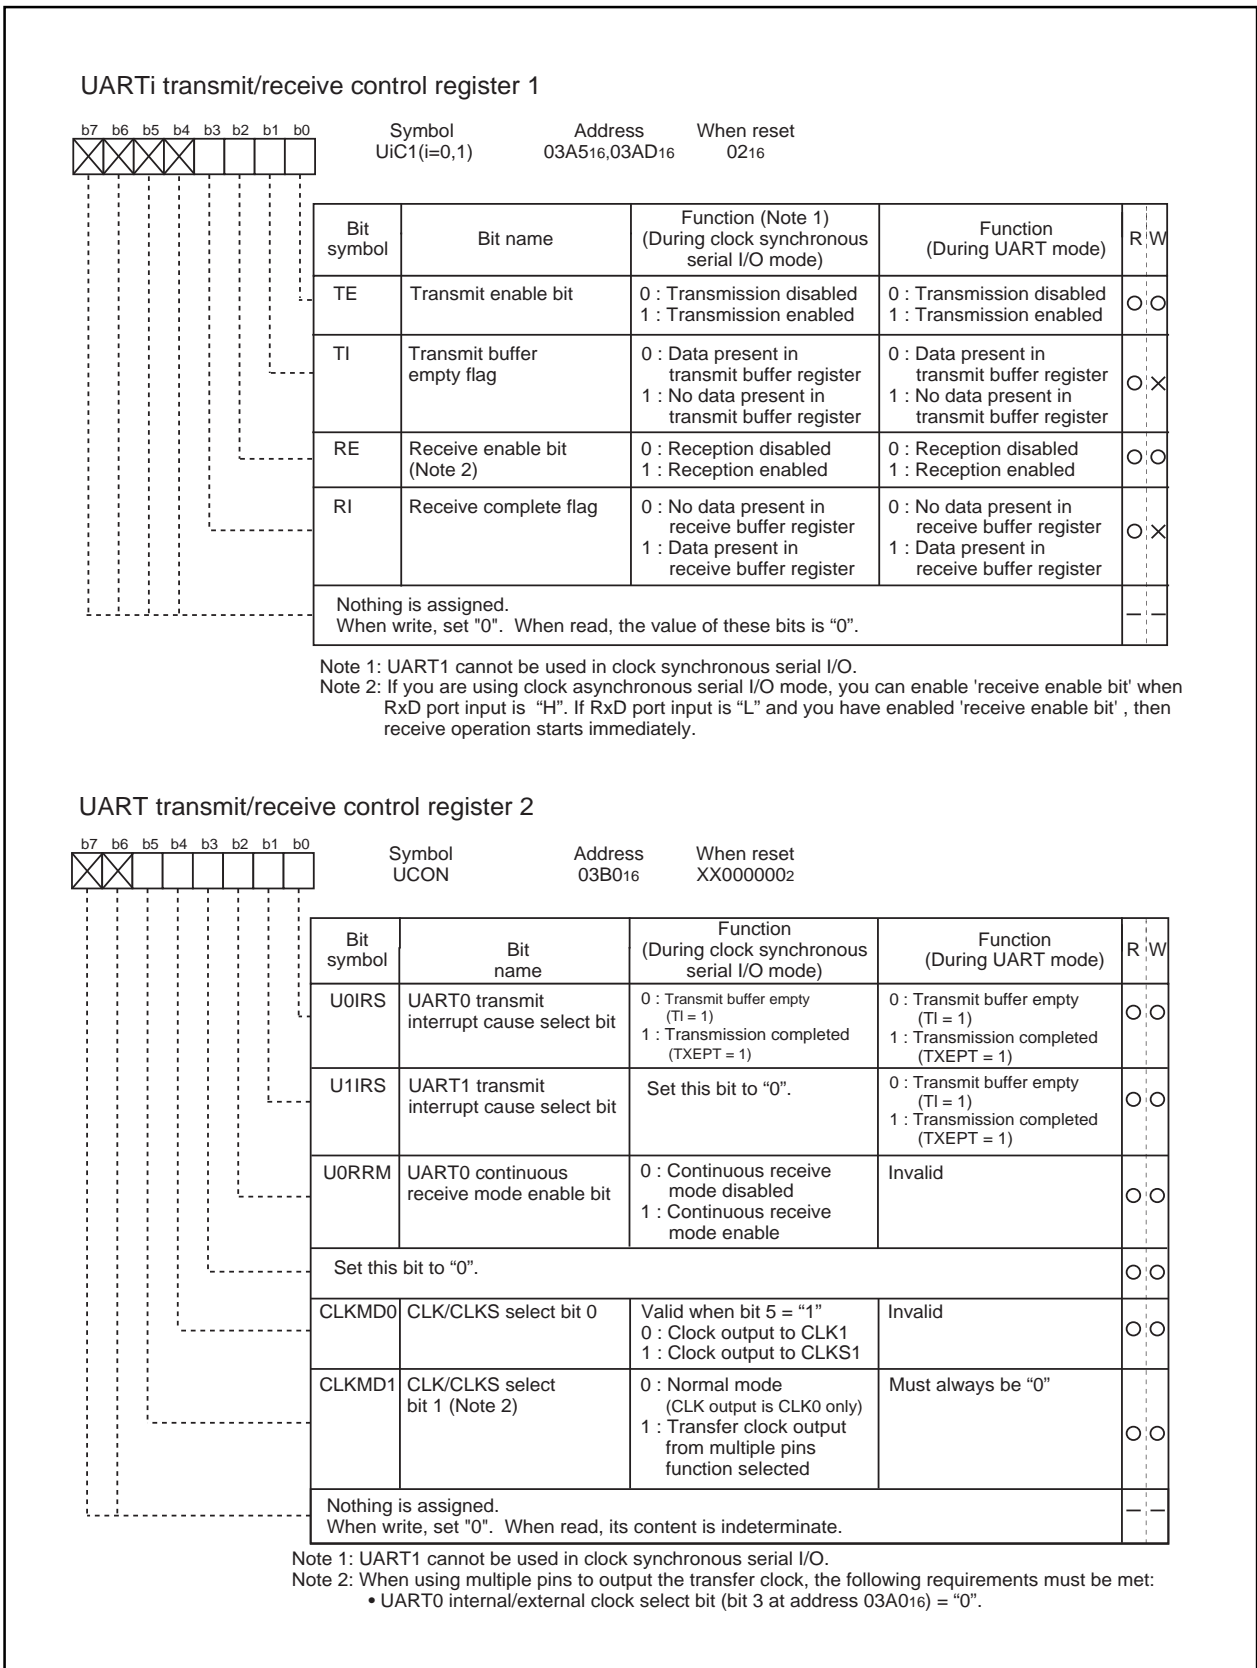 UARTi transmit/receive control register 1
b7 b6 b5 b4 b3 b2 b1 b0
Symbol Address When reset
UiC1(i=0,1) 03A516,03AD16 0216
Bit symbol Bit name Function (Note 1) (During clock synchronous serial I/O mode) Function (During UART mode) R W
TE Transmit enable bit 0 : Transmission disabled 0 : Transmission disabled
1 : Transmission enabled 1 : Transmission enabled
TI Transmit buffer 0 : Data present in 0 : Data present in
empty flag transmit buffer register transmit buffer register
1 : No data present in 1 : No data present in
transmit buffer register transmit buffer register
RE Receive enable bit 0 : Reception disabled 0 : Reception disabled
(Note 2) 1 : Reception enabled 1 : Reception enabled
RI Receive complete flag 0 : No data present in 0 : No data present in
receive buffer register receive buffer register
1 : Data present in 1 : Data present in
receive buffer register receive buffer register
Nothing is assigned.
When write, set "0". When read, the value of these bits is “0”.
Note 1: UART1 cannot be used in clock synchronous serial I/O.
Note 2: If you are using clock asynchronous serial I/O mode, you can enable 'receive enable bit' when
RxD port input is “H”. If RxD port input is “L” and you have enabled 'receive enable bit' , then
receive operation starts immediately.
UART transmit/receive control register 2
b7 b6 b5 b4 b3 b2 b1 b0
Symbol Address When reset
UCON 03B016 XX0000002
Bit symbol Bit name Function (During clock synchronous serial I/O mode) Function (During UART mode) R W
U0IRS UART0 transmit 0 : Transmit buffer empty 0 : Transmit buffer empty
interrupt cause select bit (TI = 1) (TI = 1)
1 : Transmission completed 1 : Transmission completed
(TXEPT = 1) (TXEPT = 1)
U1IRS UART1 transmit Set this bit to “0”. 0 : Transmit buffer empty
interrupt cause select bit (TI = 1)
1 : Transmission completed
(TXEPT = 1)
U0RRM UART0 continuous 0 : Continuous receive Invalid
receive mode enable bit mode disabled
1 : Continuous receive
mode enable
Set this bit to “0”.
CLKMD0 CLK/CLKS select bit 0 Valid when bit 5 = “1” Invalid
0 : Clock output to CLK1
1 : Clock output to CLKS1
CLKMD1 CLK/CLKS select 0 : Normal mode Must always be “0”
bit 1 (Note 2) (CLK output is CLK0 only)
1 : Transfer clock output
from multiple pins
function selected
Nothing is assigned.
When write, set "0". When read, its content is indeterminate.
Note 1: UART1 cannot be used in clock synchronous serial I/O.
Note 2: When using multiple pins to output the transfer clock, the following requirements must be met:
• UART0 internal/external clock select bit (bit 3 at address 03A016) = “0”.